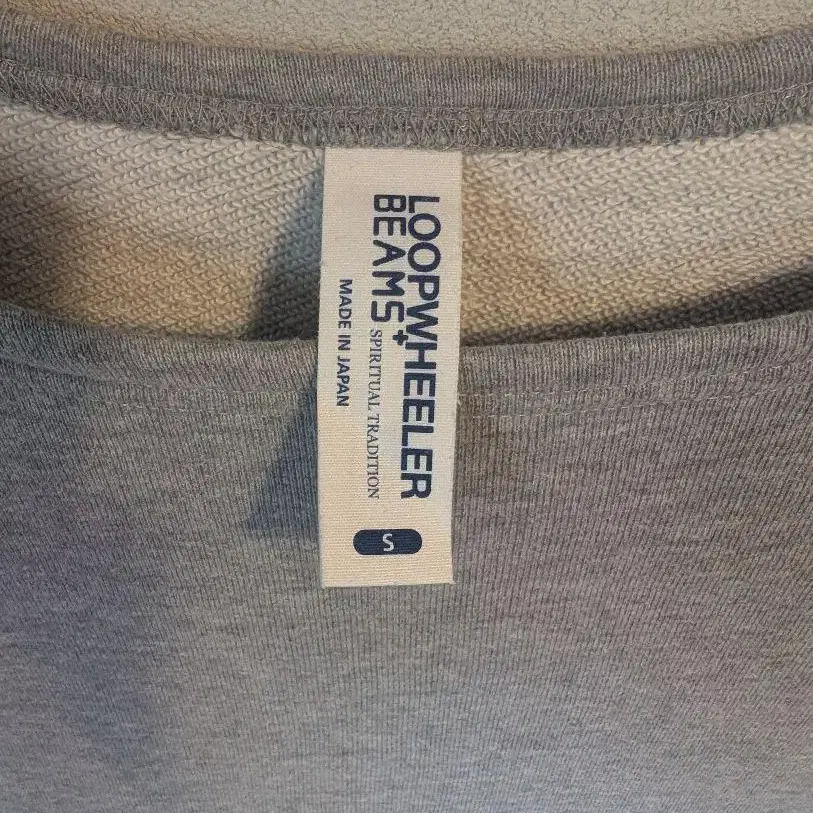 LOOPWHEELER
+
BEAMS
SPIRITUAL TRADITION
MADE IN JAPAN
S